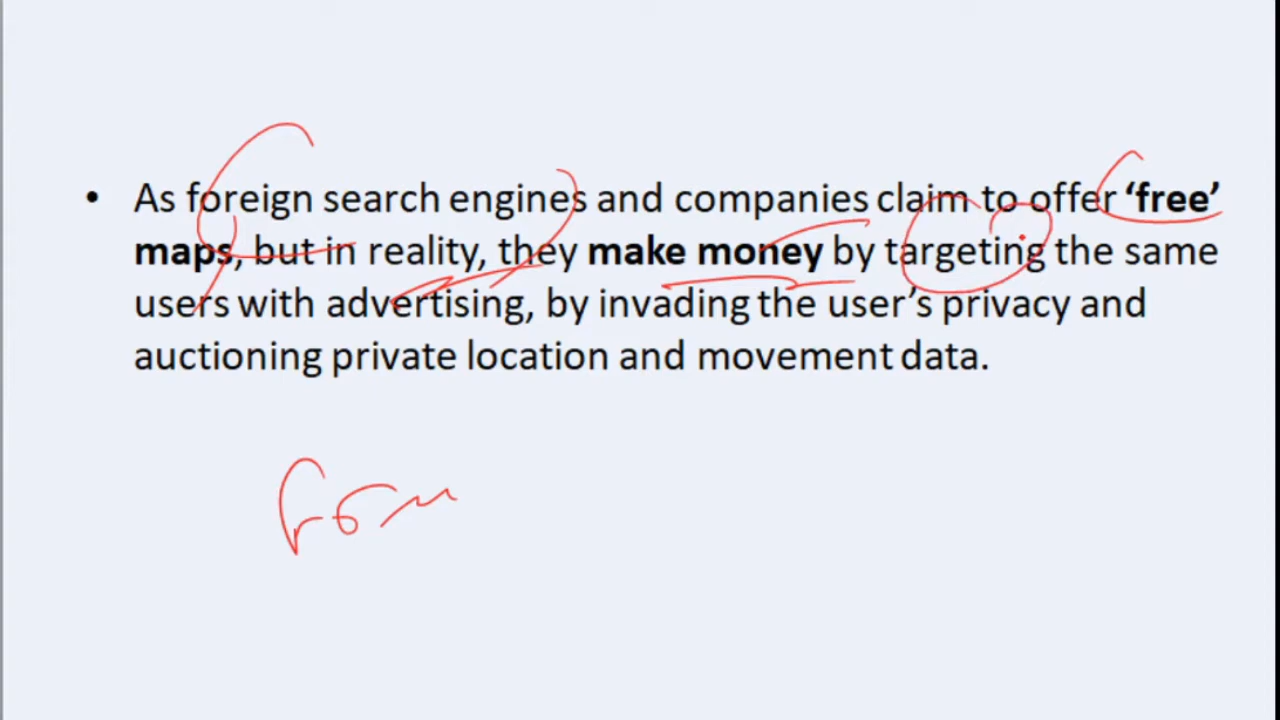 • As foreign search engines and companies claim to offer ‘free’
maps, but in reality, they make money by targeting the same
users with advertising, by invading the user’s privacy and
auctioning private location and movement data.